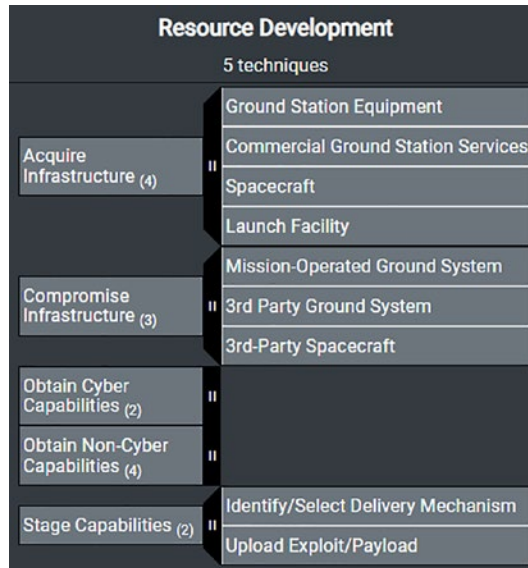 Resource Development
5 techniques
Acquire
Infrastructure (4)
Ground Station Equipment
Commercial Ground Station Services
Spacecraft
Launch Facility
Compromise
Infrastructure (3)
Mission-Operated Ground System
3rd Party Ground System
3rd-Party Spacecraft
Obtain Cyber
Capabilities (2)
Obtain Non-Cyber
Capabilities (4)
Stage Capabilities (2)
Identify/Select Delivery Mechanism
Upload Exploit/Payload